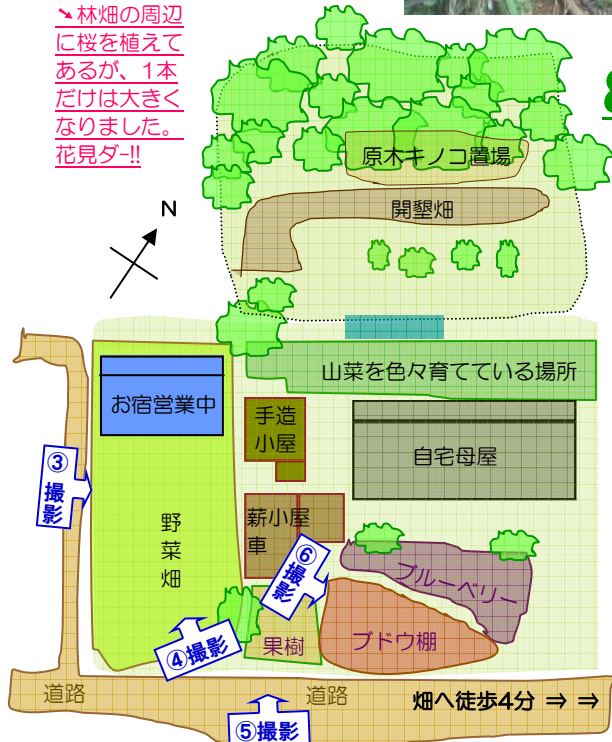 ↘林畑の周辺
に桜を植えて
あるが、1本
だけは大きく
なりました。
花見ダｰ!!
原木キノコ置場
開墾畑
N
山菜を色々育てている場所
お宿営業中
手造
小屋
自宅母屋
③
撮影
野菜畑
薪小屋
車
⑥
撮影
ブルーベリー
④撮影
果樹
ブドウ棚
道路
道路
畑へ徒歩4分 ⇒ ⇒
⑤撮影